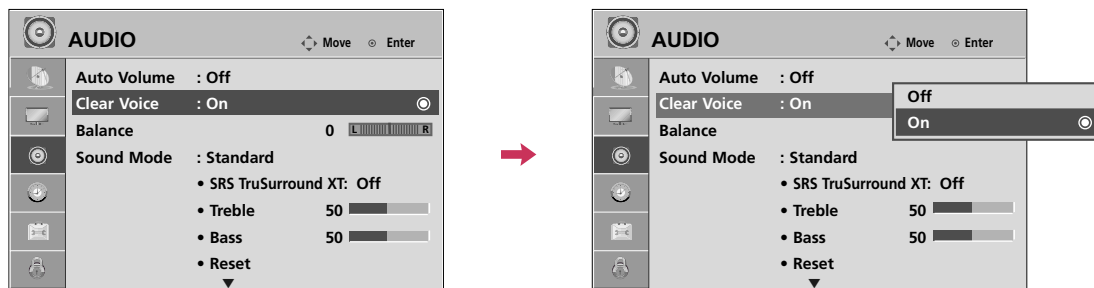 AUDIO
Move Enter
Auto Volume : Off
Clear Voice : On
Balance 0 L R
Sound Mode : Standard
• SRS TruSurround XT: Off
• Treble 50
• Bass 50
• Reset
AUDIO
Move Enter
Auto Volume : Off
Clear Voice : On
Balance
Sound Mode : Standard
• SRS TruSurround XT: Off
• Treble 50
• Bass 50
• Reset
Off
On